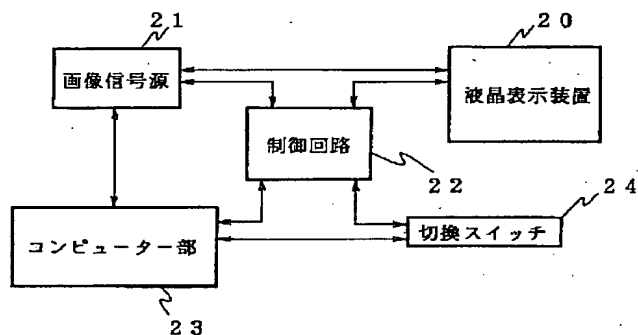 21
20
画像信号源
液晶表示装置
制御回路
22
24
切換スイッチ
コンピューター部
23